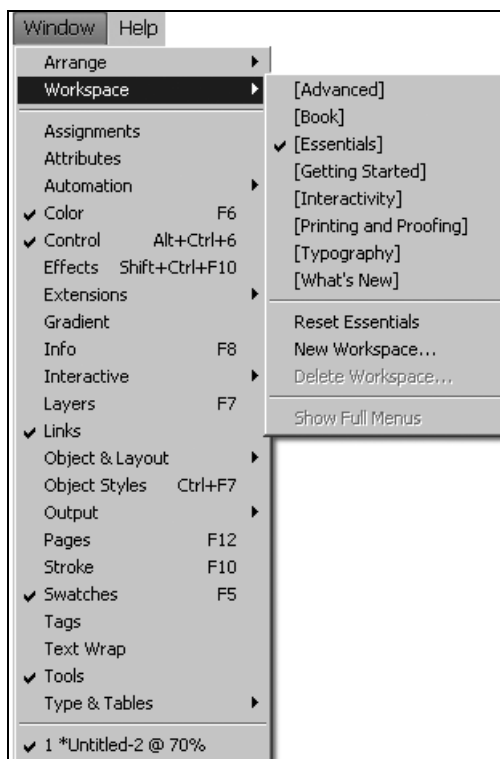 Window Help
Arrange
Workspace
Assignments
Attributes
Automation
Color F6
Control Alt+Ctrl+6
Effects Shift+Ctrl+F10
Extensions
Gradient
Info F8
Interactive
Layers F7
Links
Object & Layout
Object Styles Ctrl+F7
Output
Pages F12
Stroke F10
Swatches F5
Tags
Text Wrap
Tools
Type & Tables
1 *Untitled-2 @ 70%
[Advanced]
[Book]
[Essentials]
[Getting Started]
[Interactivity]
[Printing and Proofing]
[Typography]
[What's New]
Reset Essentials
New Workspace...
Delete Workspace...
Show Full Menus